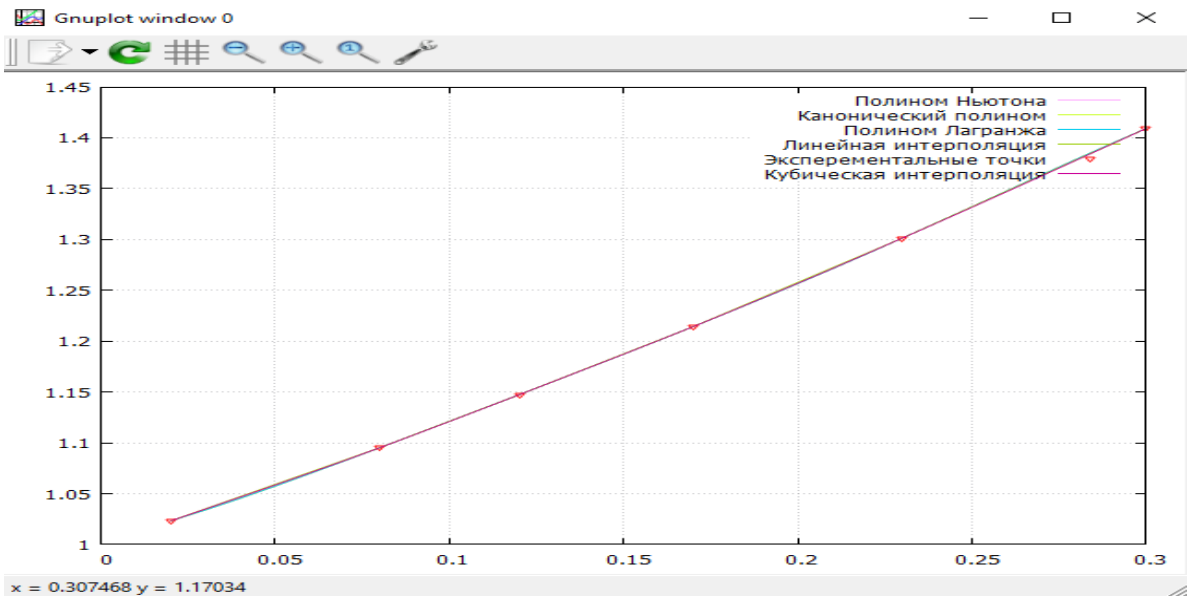 Gnuplot window 0
1.45
1.4
1.35
1.3
1.25
1.2
1.15
1.1
1.05
1
Полином Ньютона
Канонический полином
Полином Лагранжа
Линейная интерполяция
Эксперементальные точки
Кубическая интерполяция
0 0.05 0.1 0.15 0.2 0.25 0.3
x = 0.307468 y = 1.17034